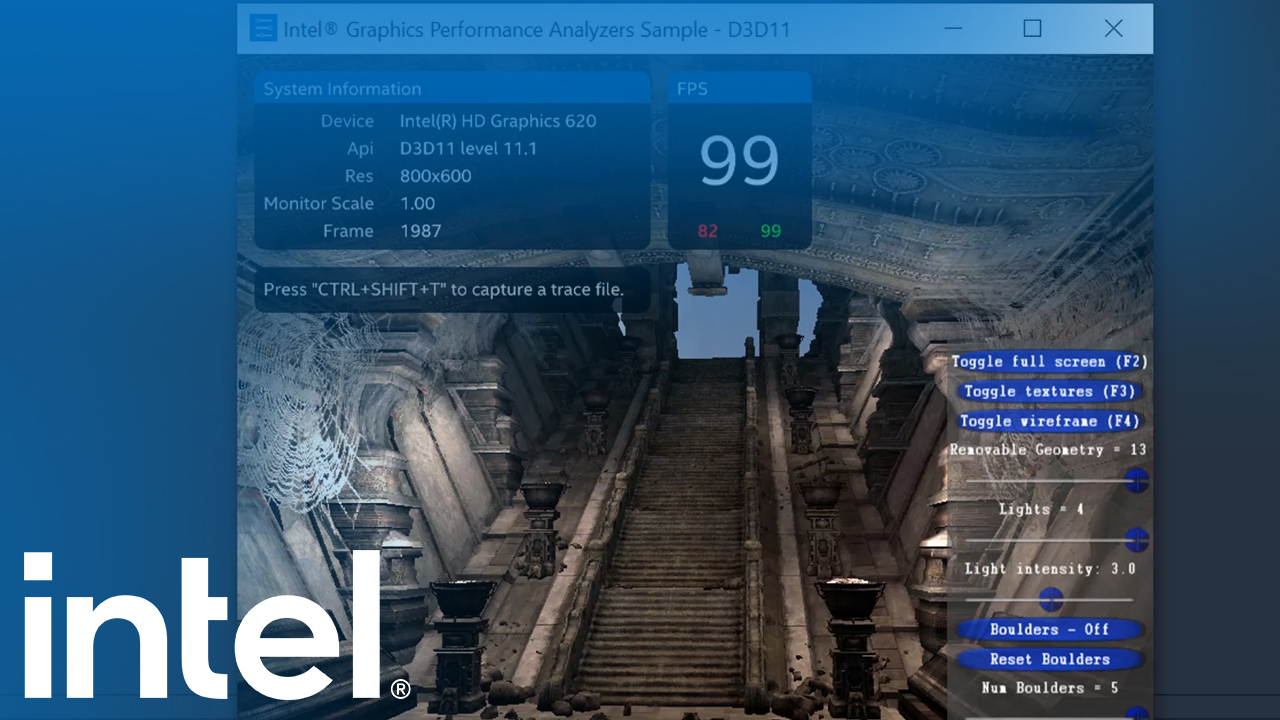 Intel® Graphics Performance Analyzers Sample - D3D11
System Information
Device Intel(R) HD Graphics 620
Api D3D11 level 11.1
Res 800x600
Monitor Scale 1.00
Frame 1987
FPS
99
82 99
Press "CTRL+SHIFT+T" to capture a trace file.
Toggle full screen (F2)
Toggle textures (F3)
Toggle wireframe (F4)
Removable Geometry = 13
Lights = 4
Light intensity: 3.0
Boulders - Off
Reset Boulders
Num Boulders = 5
intel®